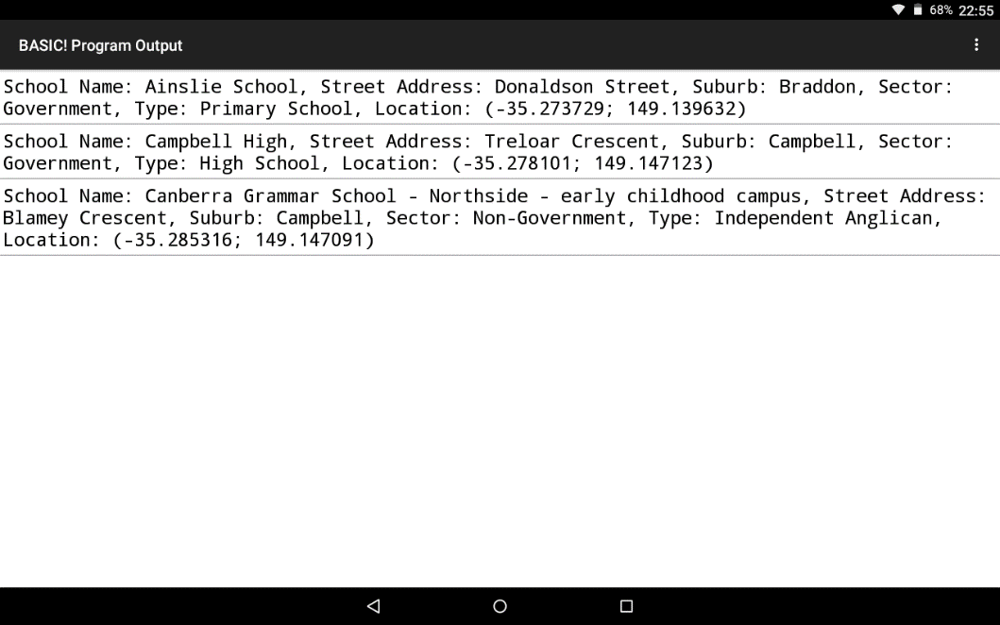 68% 22:55
BASIC! Program Output
School Name: Ainslie School, Street Address: Donaldson Street, Suburb: Braddon, Sector:
Government, Type: Primary School, Location: (-35.273729; 149.139632)
School Name: Campbell High, Street Address: Treloar Crescent, Suburb: Campbell, Sector:
Government, Type: High School, Location: (-35.278101; 149.147123)
School Name: Canberra Grammar School - Northside - early childhood campus, Street Address:
Blamey Crescent, Suburb: Campbell, Sector: Non-Government, Type: Independent Anglican,
Location: (-35.285316; 149.147091)